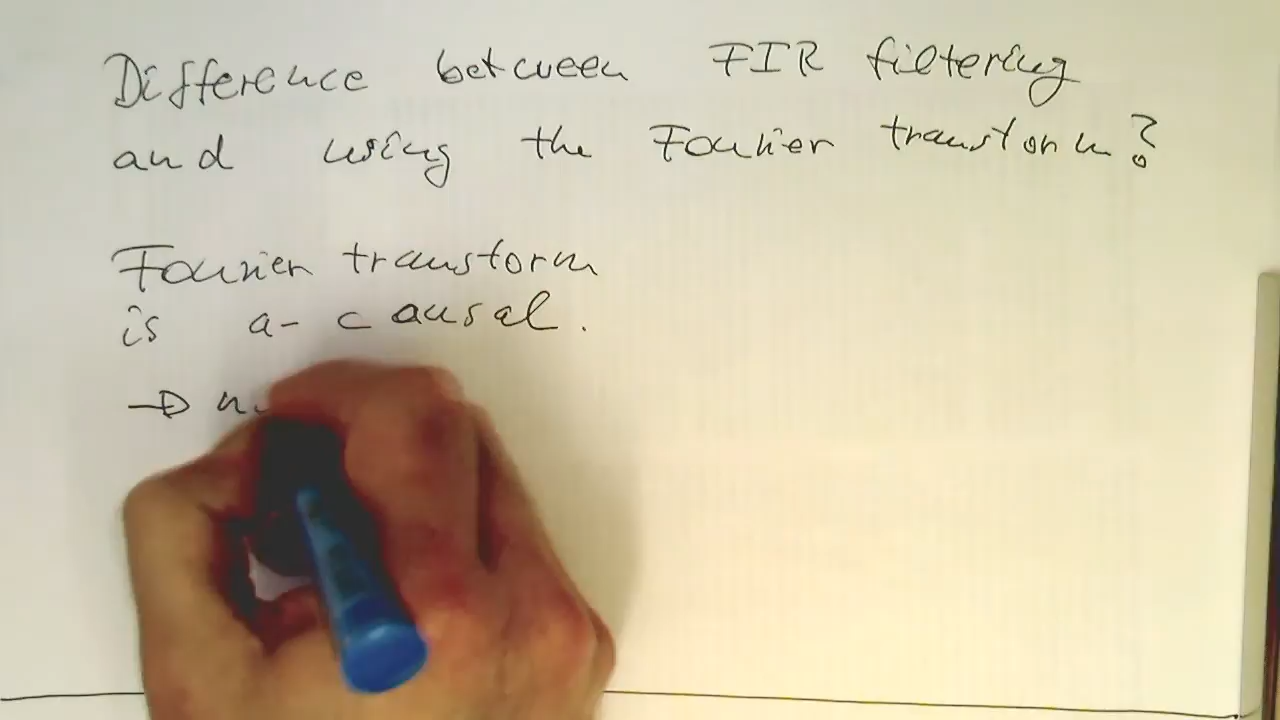 Difference between FIR filtering
and using the Fourier transform?
Fourier transform
is a-causal.
→